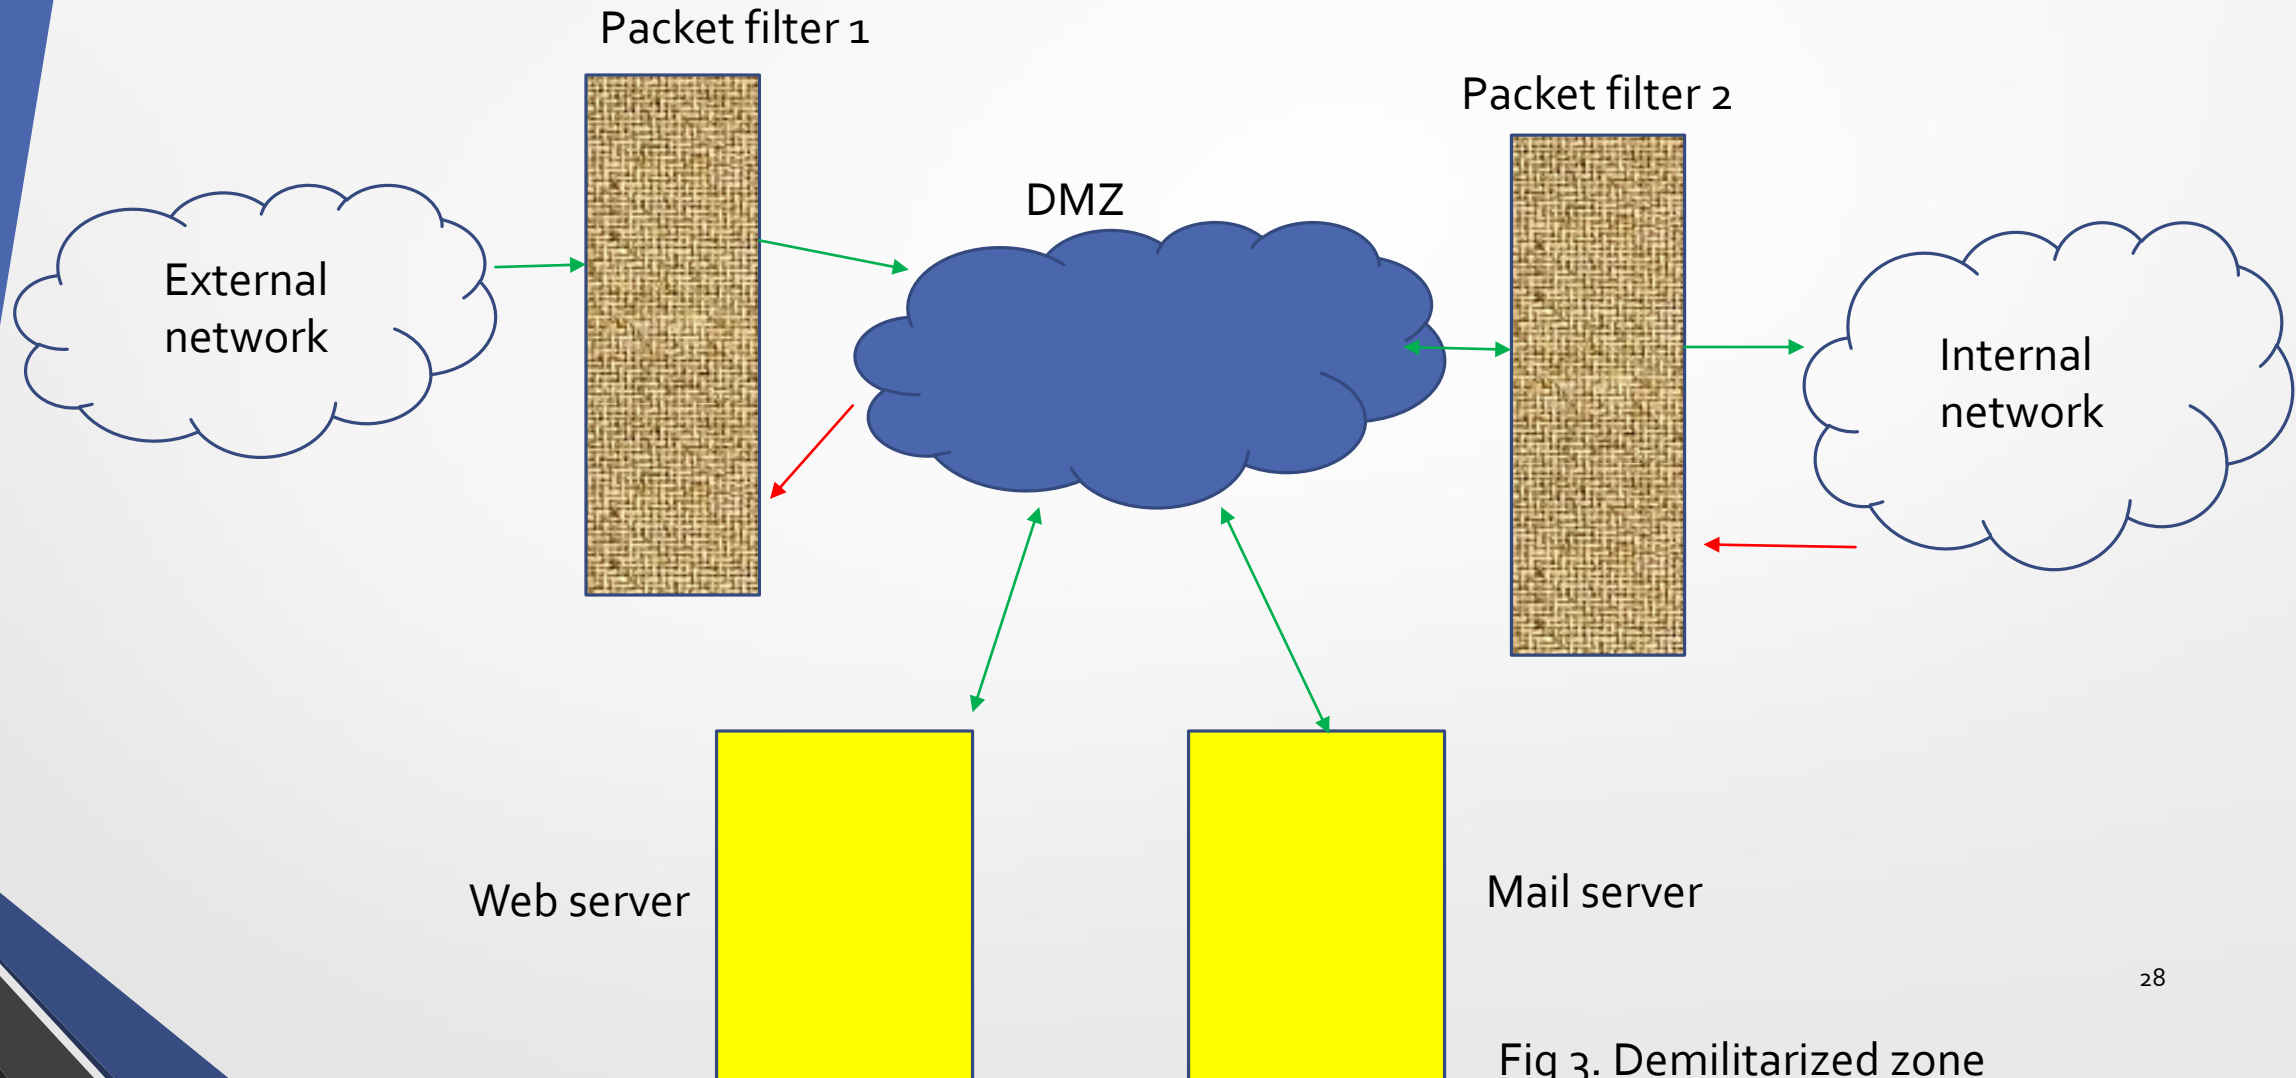 Packet filter 1
Packet filter 2
DMZ
External
network
Internal
network
Web server
Mail server
28
Fig 3. Demilitarized zone